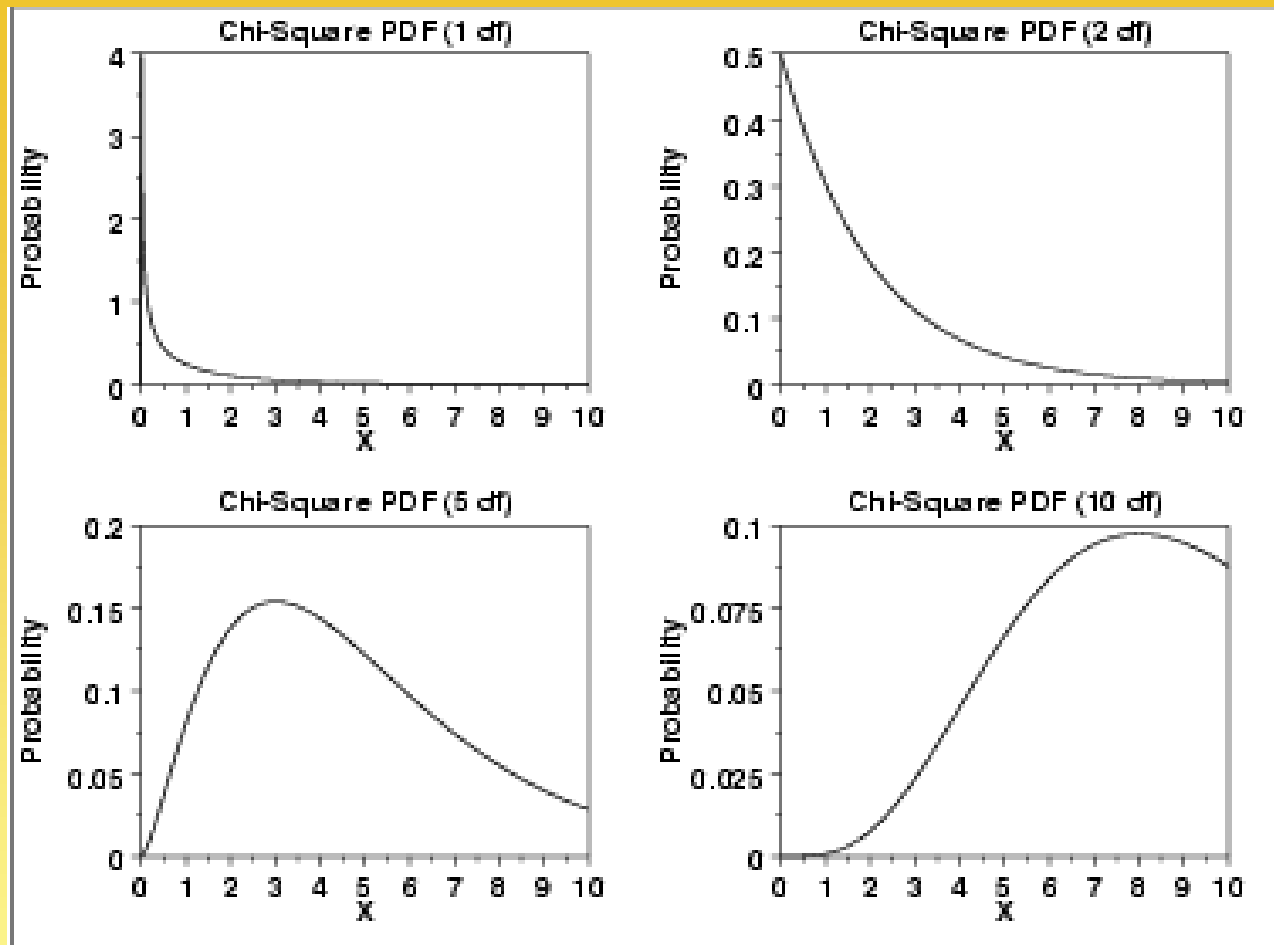 Chi-Square PDF (1 df)
4
3
2
1
0
Probability
0 1 2 3 4 5 6 7 8 9 10
X
Chi-Square PDF (2 df)
0.5
0.4
0.3
0.2
0.1
0
Probability
0 1 2 3 4 5 6 7 8 9 10
X
Chi-Square PDF (5 df)
0.2
0.15
0.1
0.05
0
Probability
0 1 2 3 4 5 6 7 8 9 10
X
Chi-Square PDF (10 df)
0.1
0.075
0.05
0.025
0
Probability
0 1 2 3 4 5 6 7 8 9 10
X